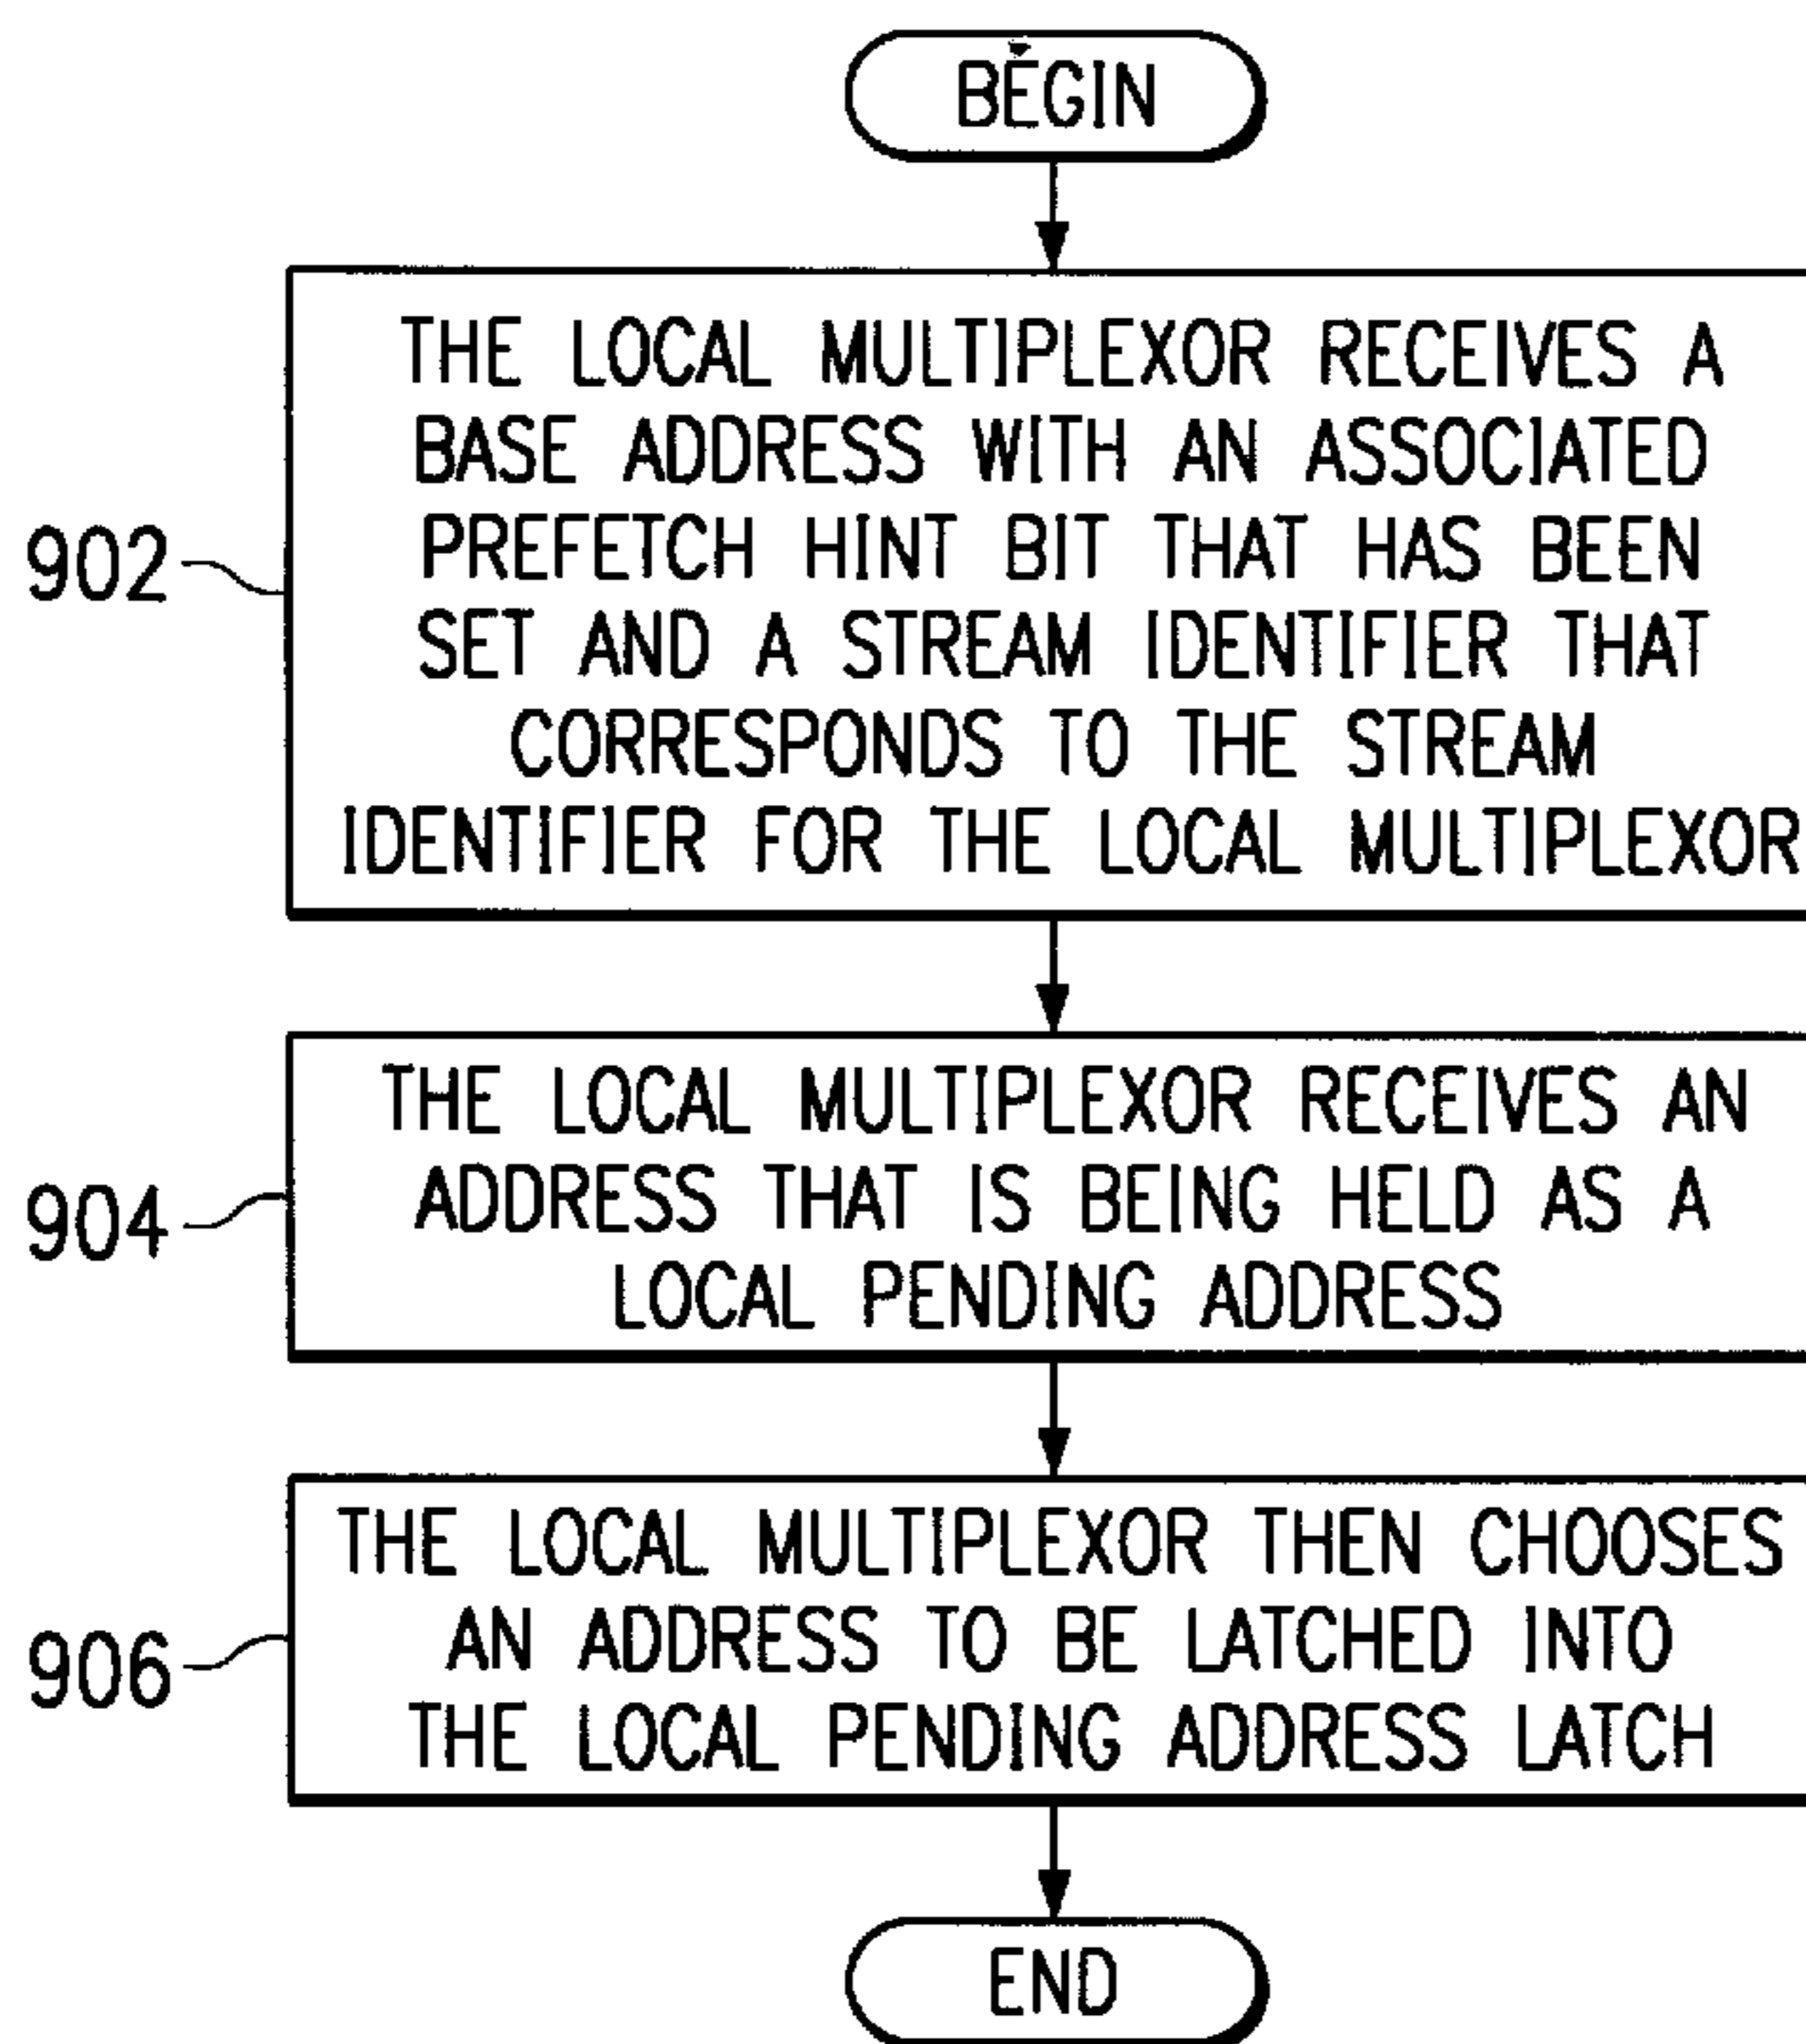 BEGIN
THE LOCAL MULTIPLEXOR RECEIVES A
BASE ADDRESS WITH AN ASSOCIATED
PREFETCH HINT BIT THAT HAS BEEN
SET AND A STREAM IDENTIFIER THAT
CORRESPONDS TO THE STREAM
IDENTIFIER FOR THE LOCAL MULTIPLEXOR
902
THE LOCAL MULTIPLEXOR RECEIVES AN
ADDRESS THAT IS BEING HELD AS A
LOCAL PENDING ADDRESS
904
THE LOCAL MULTIPLEXOR THEN CHOOSES
AN ADDRESS TO BE LATCHED INTO
THE LOCAL PENDING ADDRESS LATCH
906
END